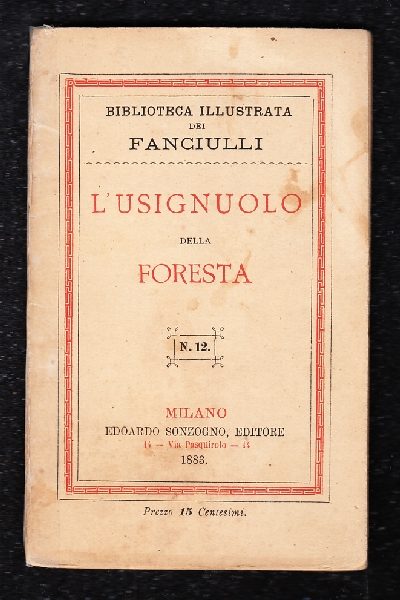 BIBLIOTECA ILLUSTRATA
DEI
FANCIULLI
L'USIGNUOLO
DELLA
FORESTA
N. 12.
MILANO
EDOARDO SONZOGNO, EDITORE
14 — Via Pasquirolo — 14
1883.
Prezzo 15 Centesimi.